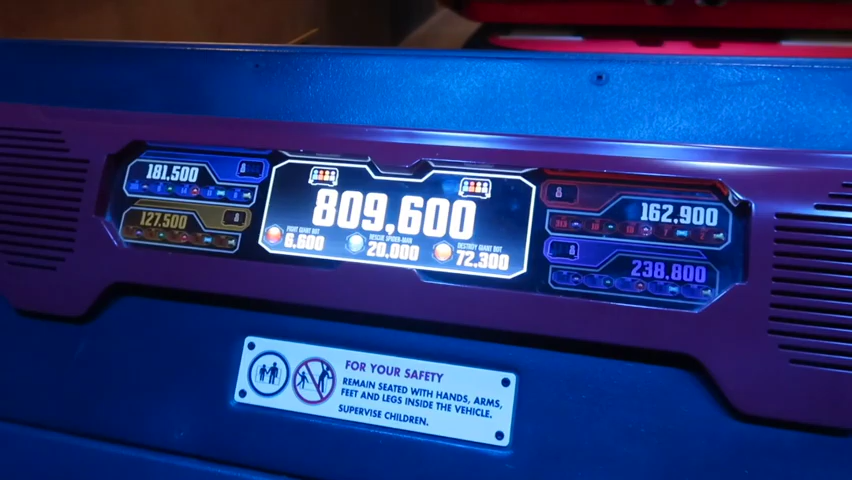 181,500
127,500
809,600
FIGHT GIANT BOT
6,600
RESCUE SPIDER-MAN
20,000
DESTROY GIANT BOT
72,300
162,900
238,800
FOR YOUR SAFETY
REMAIN SEATED WITH HANDS, ARMS,
FEET AND LEGS INSIDE THE VEHICLE.
SUPERVISE CHILDREN.